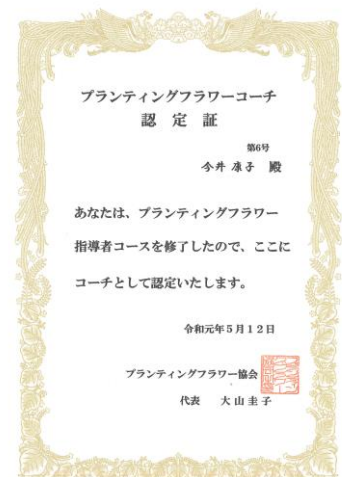 プランティングフラワーコーチ
認定証
第6号
今井康子 殿
あなたは、プランティングフラワー
指導者コースを修了したので、ここに
コーチとして認定いたします。
令和元年5月12日
プランティングフラワー協会
代表 大山圭子